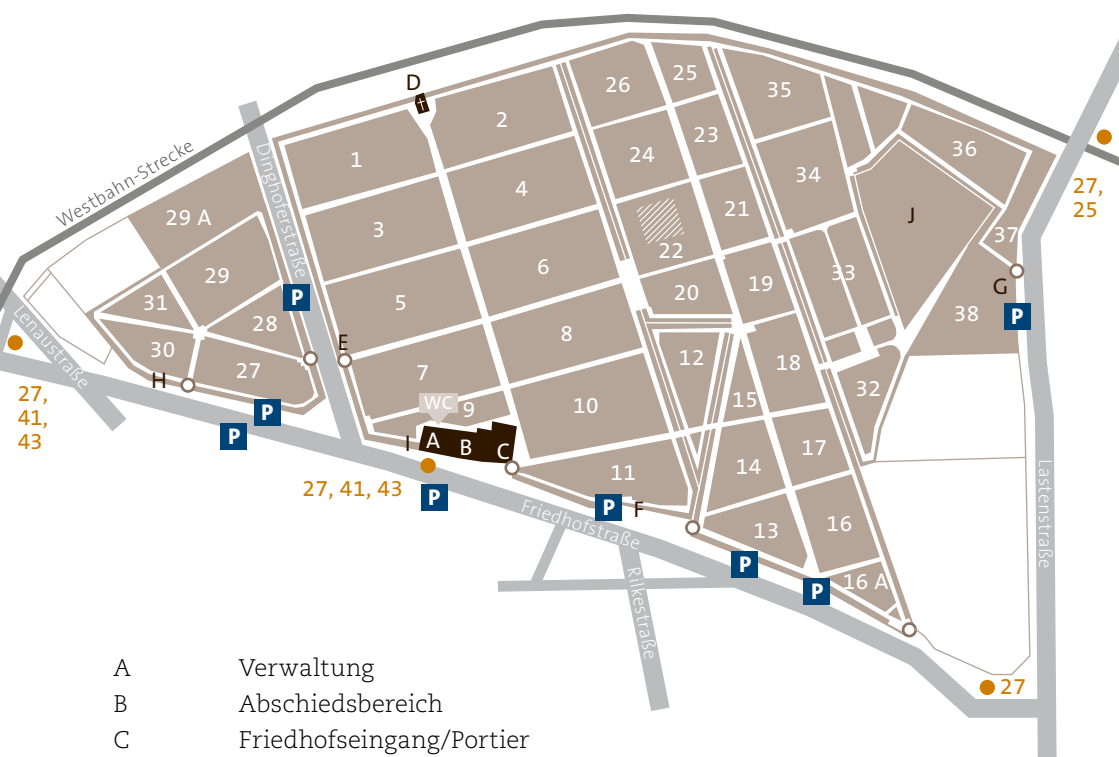 D
25
26
35
2
23
36
Westbahn-Strecke
Dinghoferstraße
1
24
34
27,
25
4
29 A
21
J
3
22
37
6
33
29
19
G
20
31
5
P
38
P
Lenaustraße
28
8
E
12
18
30
7
27
H
32
27,
41,
43
WC
9
10
15
P
P
I
A
B
C
17
14
11
27, 41, 43
P
P
F
Friedhofstraße
13
16
Lastenstraße
P
16 A
P
Rilkestraße
27
A Verwaltung
B Abschiedsbereich
C Friedhofseingang/Portier